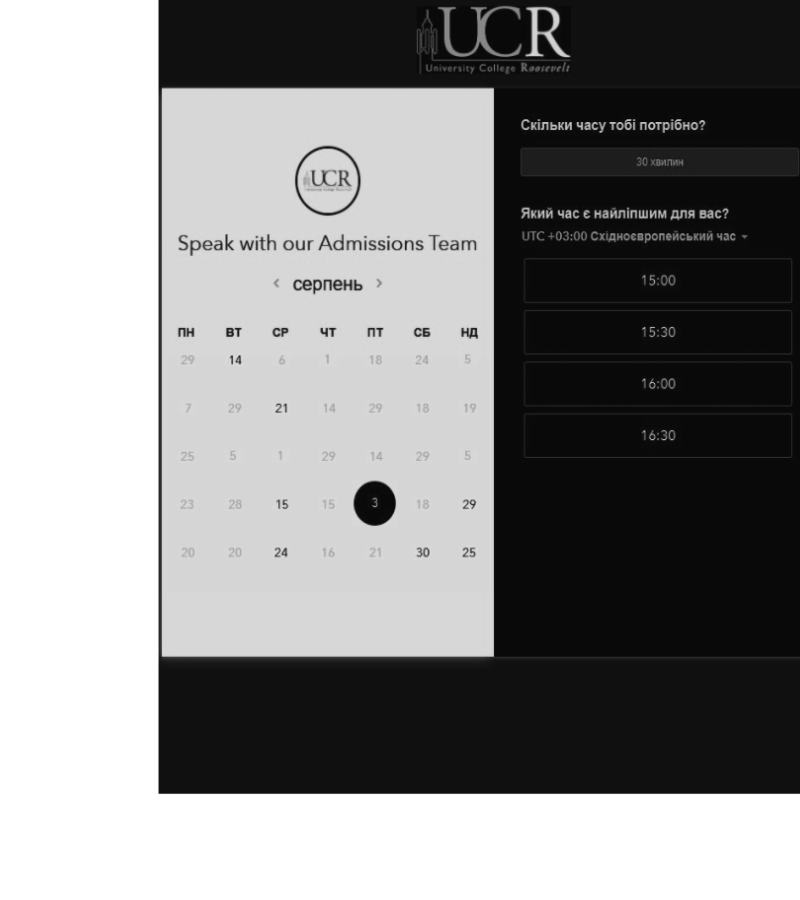 UCR
University College Roosevelt
UCR
Speak with our Admissions Team
серпень
ПН ВТ СР ЧТ ПТ СБ НД
29 14 6 1 18 24 5
7 29 21 14 29 18 19
25 5 1 29 14 29 5
23 28 15 15 3 18 29
20 20 24 16 21 30 25
Скільки часу тобі потрібно?
30 хвилин
Який час є найліпшим для вас?
UTC +03:00 Східноєвропейський час
15:00
15:30
16:00
16:30